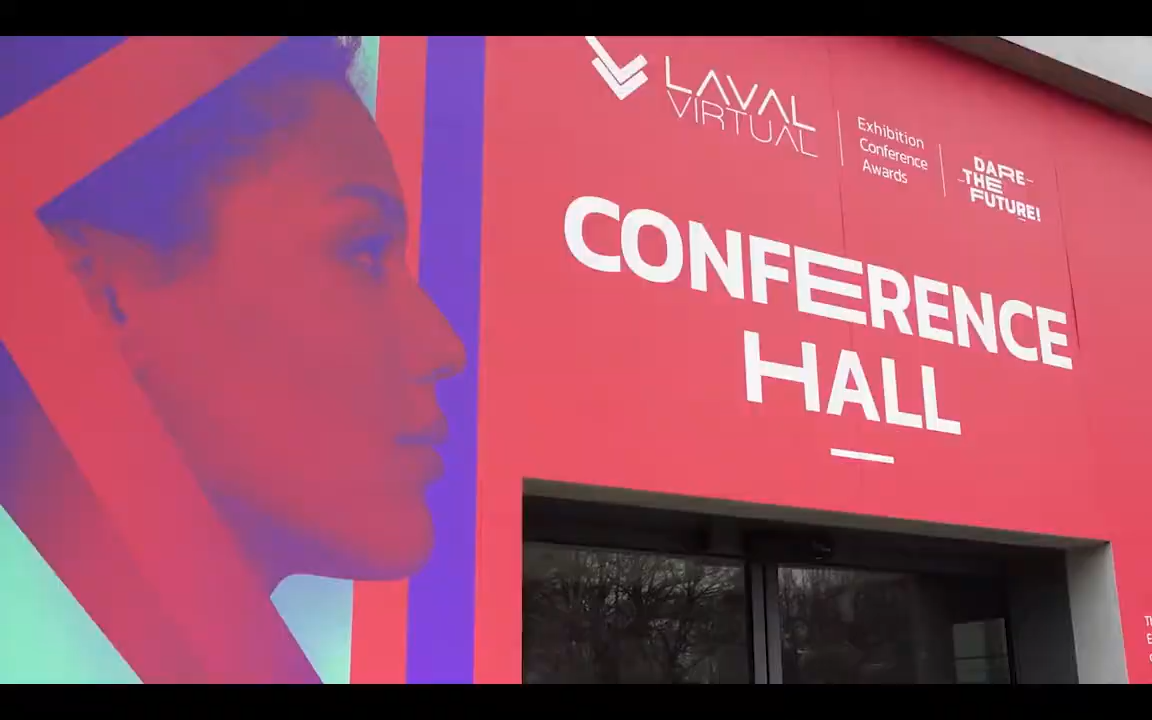 LAVAL
VIRTUAL
Exhibition
Conference
Awards
DARE
THE
FUTURE!
CONFERENCE
HALL